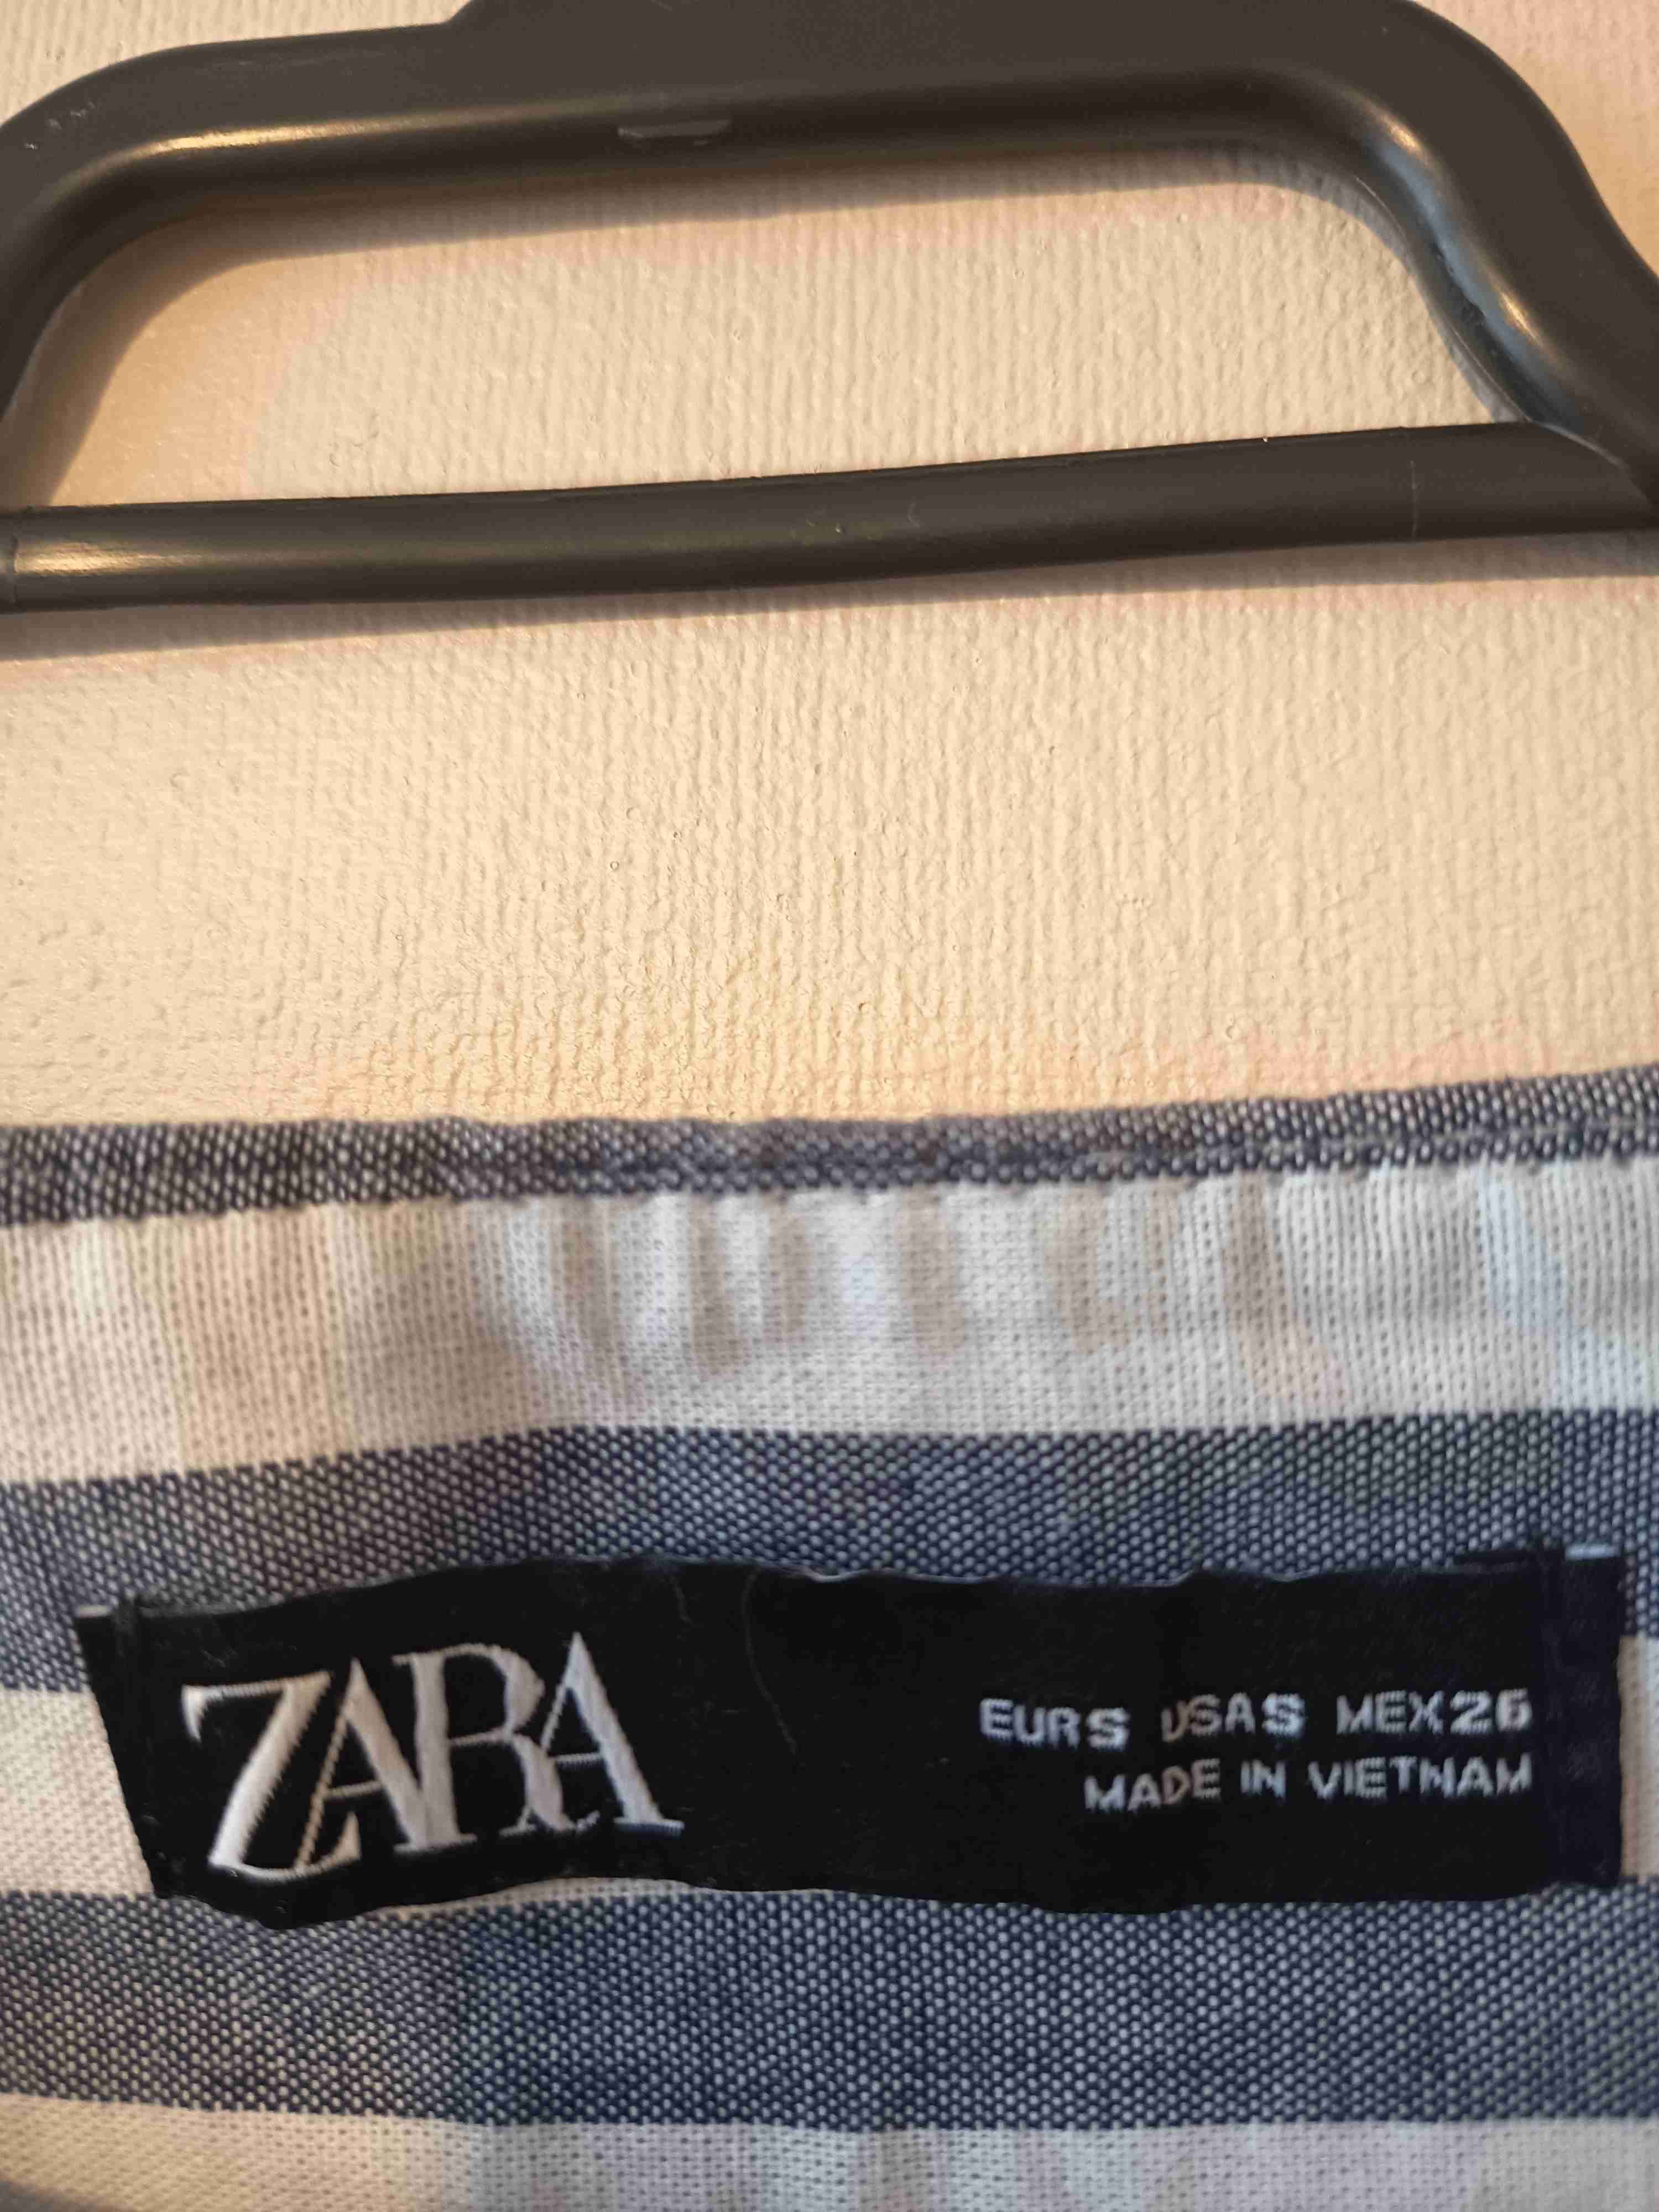 ZARA
EUR S USA S MEX 26
MADE IN VIETNAM